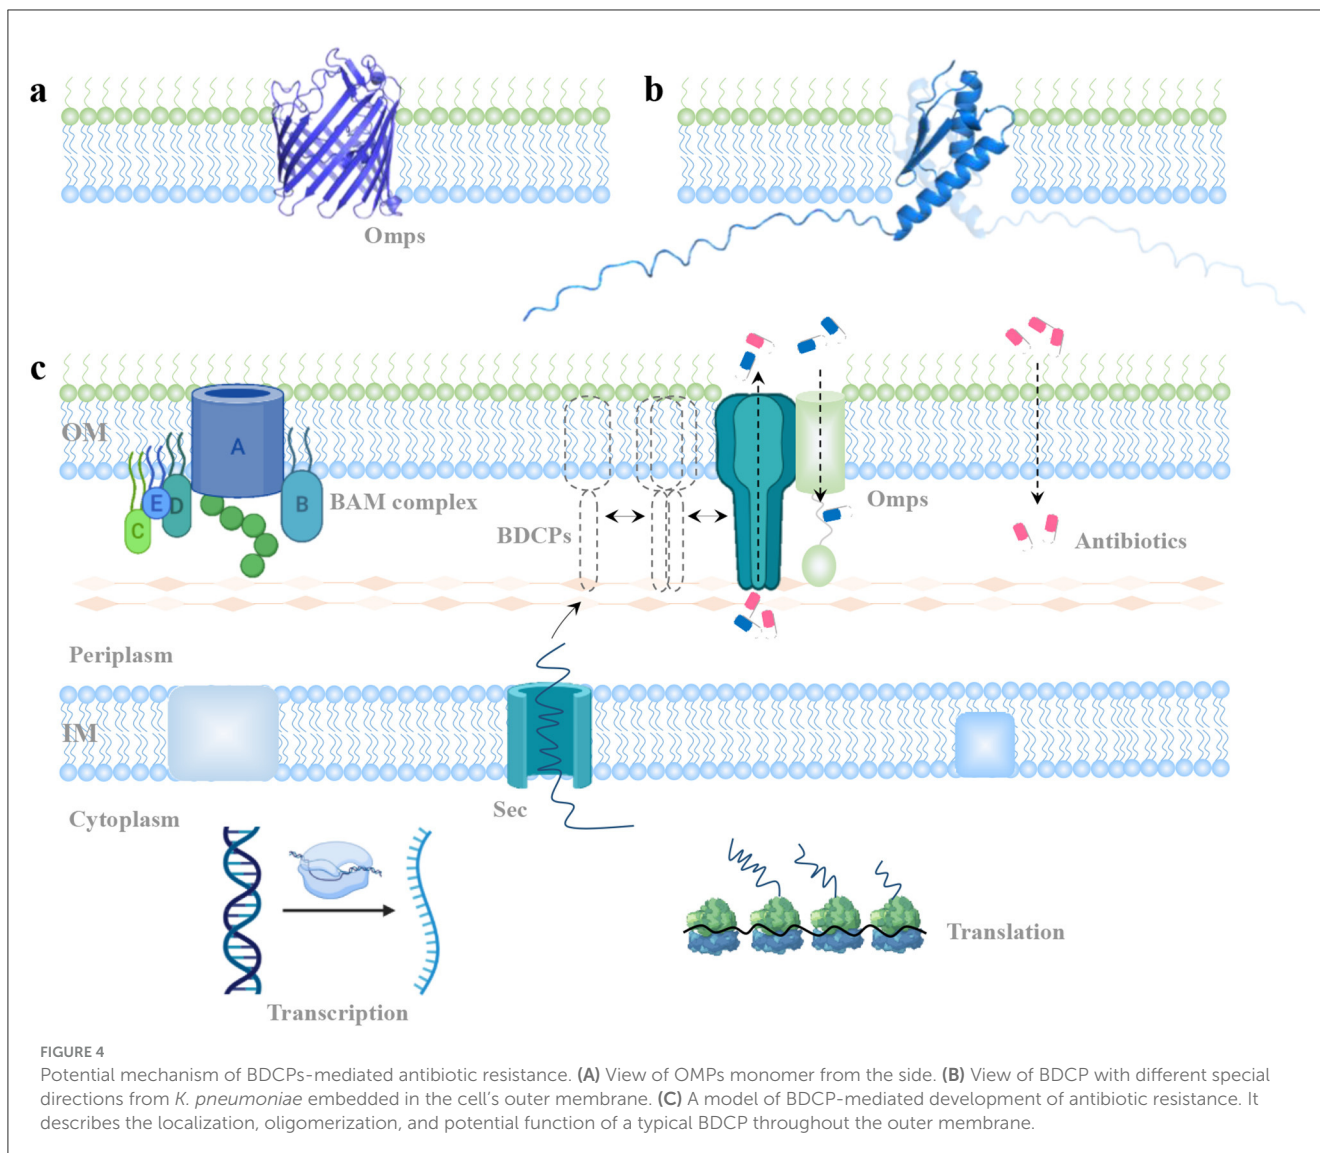 a
b
Omps
c
OM
A
E
D
C
B
BAM complex
BDCPs
Omps
Antibiotics
Periplasm
IM
Sec
Cytoplasm
Translation
Transcription
FIGURE 4
Potential mechanism of BDCPs-mediated antibiotic resistance. (A) View of OMPs monomer from the side. (B) View of BDCP with different special
directions from K. pneumoniae embedded in the cell's outer membrane. (C) A model of BDCP-mediated development of antibiotic resistance. It
describes the localization, oligomerization, and potential function of a typical BDCP throughout the outer membrane.